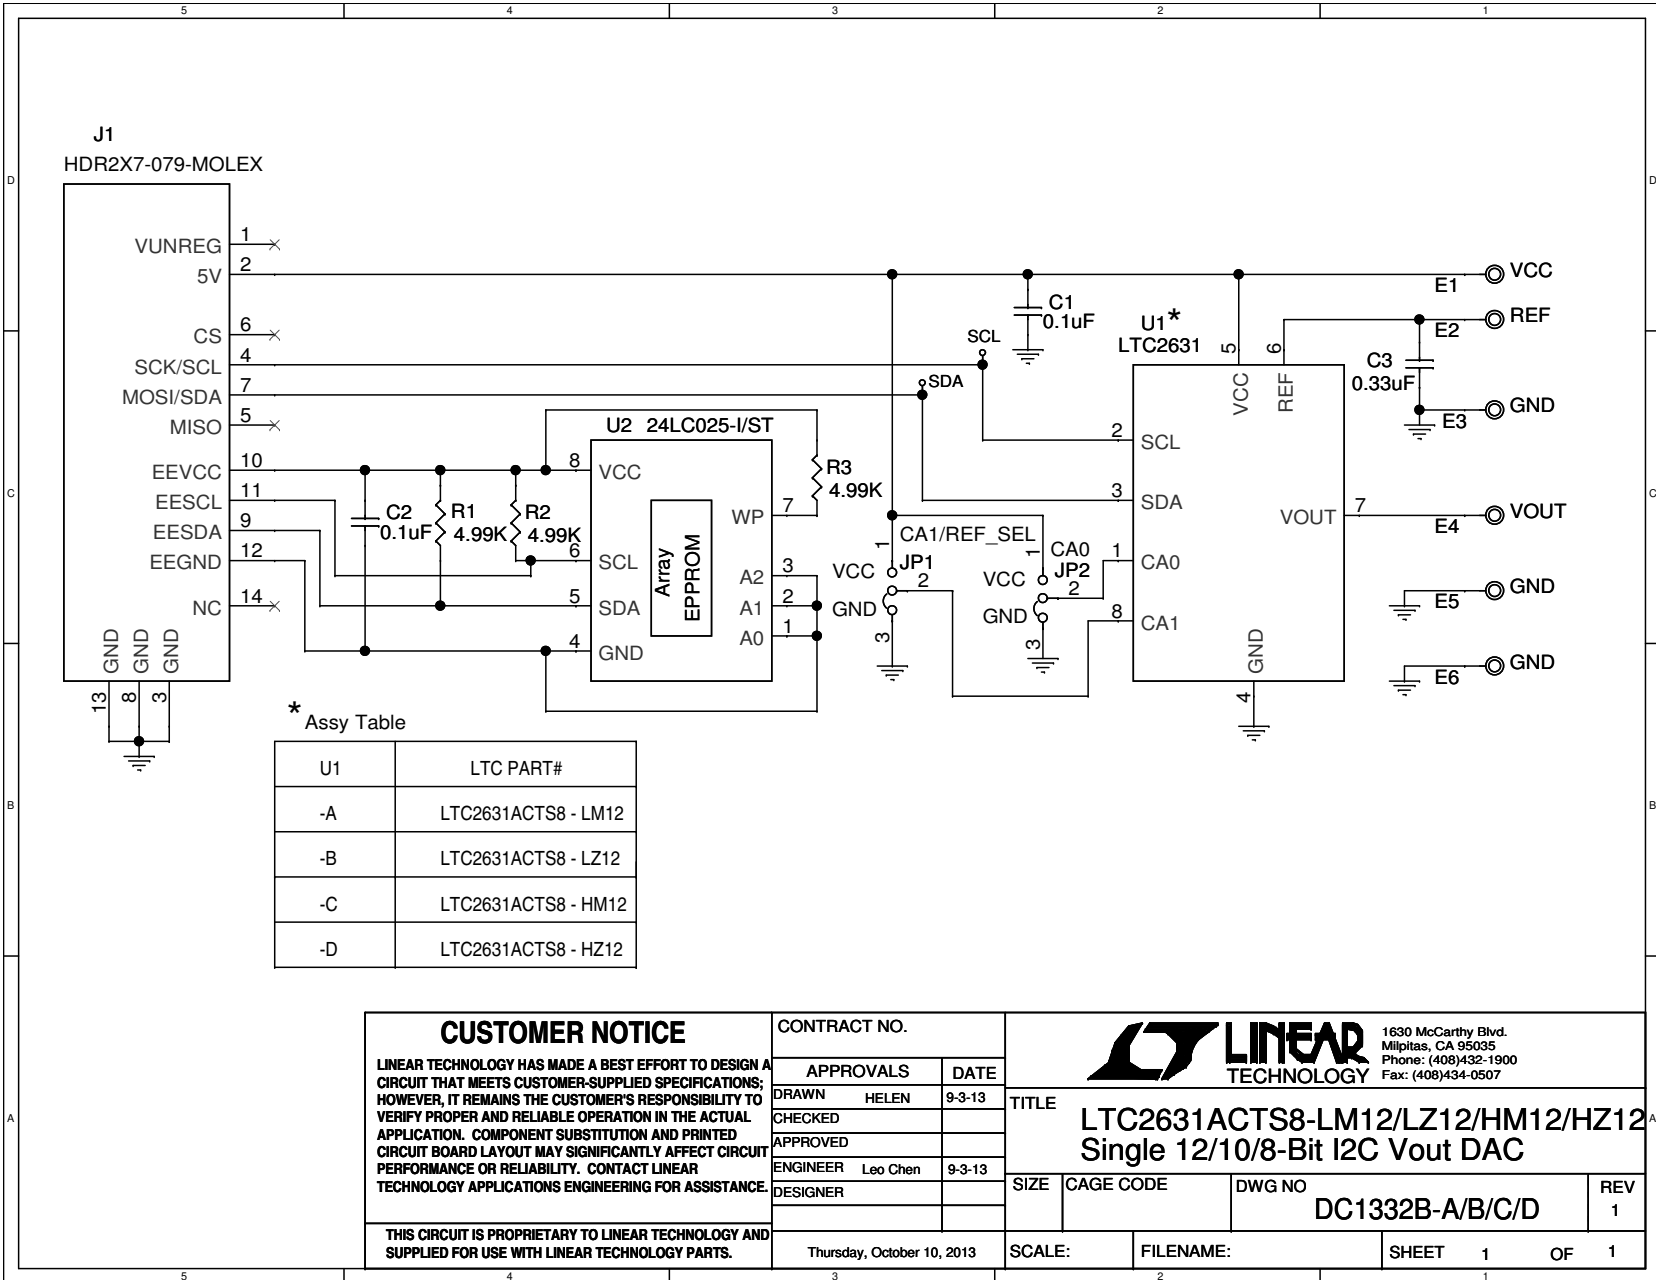 5 4 3 2 1
D D
C C
B B
A A
J1
HDR2X7-079-MOLEX
VUNREG 1
5V 2
CS 6
SCK/SCL 4
MOSI/SDA 7
MISO 5
EEVCC 10
EESCL 11
EESDA 9
EEGND 12
NC 14
GND GND GND
13 8 3
C2
0.1uF
R1
4.99K
R2
4.99K
U2 24LC025-I/ST
8 VCC
6 SCL
5 SDA
4 GND
Array
EPPROM
WP 7
A2 3
A1 2
A0 1
R3
4.99K
SCL
SDA
C1
0.1uF
CA1/REF_SEL
1
VCC
JP1
2
GND
3
CA0
1
VCC
JP2
2
GND
3
U1*
LTC2631
5 6
VCC REF
2 SCL
3 SDA
1 CA0
8 CA1
VOUT 7
GND
4
C3
0.33uF
E1 VCC
E2 REF
E3 GND
E4 VOUT
E5 GND
E6 GND
* Assy Table
U1 LTC PART#
-A LTC2631ACTS8 - LM12
-B LTC2631ACTS8 - LZ12
-C LTC2631ACTS8 - HM12
-D LTC2631ACTS8 - HZ12
CUSTOMER NOTICE
LINEAR TECHNOLOGY HAS MADE A BEST EFFORT TO DESIGN A
CIRCUIT THAT MEETS CUSTOMER-SUPPLIED SPECIFICATIONS;
HOWEVER, IT REMAINS THE CUSTOMER'S RESPONSIBILITY TO
VERIFY PROPER AND RELIABLE OPERATION IN THE ACTUAL
APPLICATION. COMPONENT SUBSTITUTION AND PRINTED
CIRCUIT BOARD LAYOUT MAY SIGNIFICANTLY AFFECT CIRCUIT
PERFORMANCE OR RELIABILITY. CONTACT LINEAR
TECHNOLOGY APPLICATIONS ENGINEERING FOR ASSISTANCE.
THIS CIRCUIT IS PROPRIETARY TO LINEAR TECHNOLOGY AND
SUPPLIED FOR USE WITH LINEAR TECHNOLOGY PARTS.
CONTRACT NO.
APPROVALS DATE
DRAWN HELEN 9-3-13
CHECKED
APPROVED
ENGINEER Leo Chen 9-3-13
DESIGNER
Thursday, October 10, 2013
LINEAR
TECHNOLOGY
1630 McCarthy Blvd.
Milpitas, CA 95035
Phone: (408)432-1900
Fax: (408)434-0507
TITLE
LTC2631ACTS8-LM12/LZ12/HM12/HZ12
Single 12/10/8-Bit I2C Vout DAC
SIZE CAGE CODE DWG NO REV
DC1332B-A/B/C/D 1
SCALE: FILENAME: SHEET 1 OF 1
5 4 3 2 1